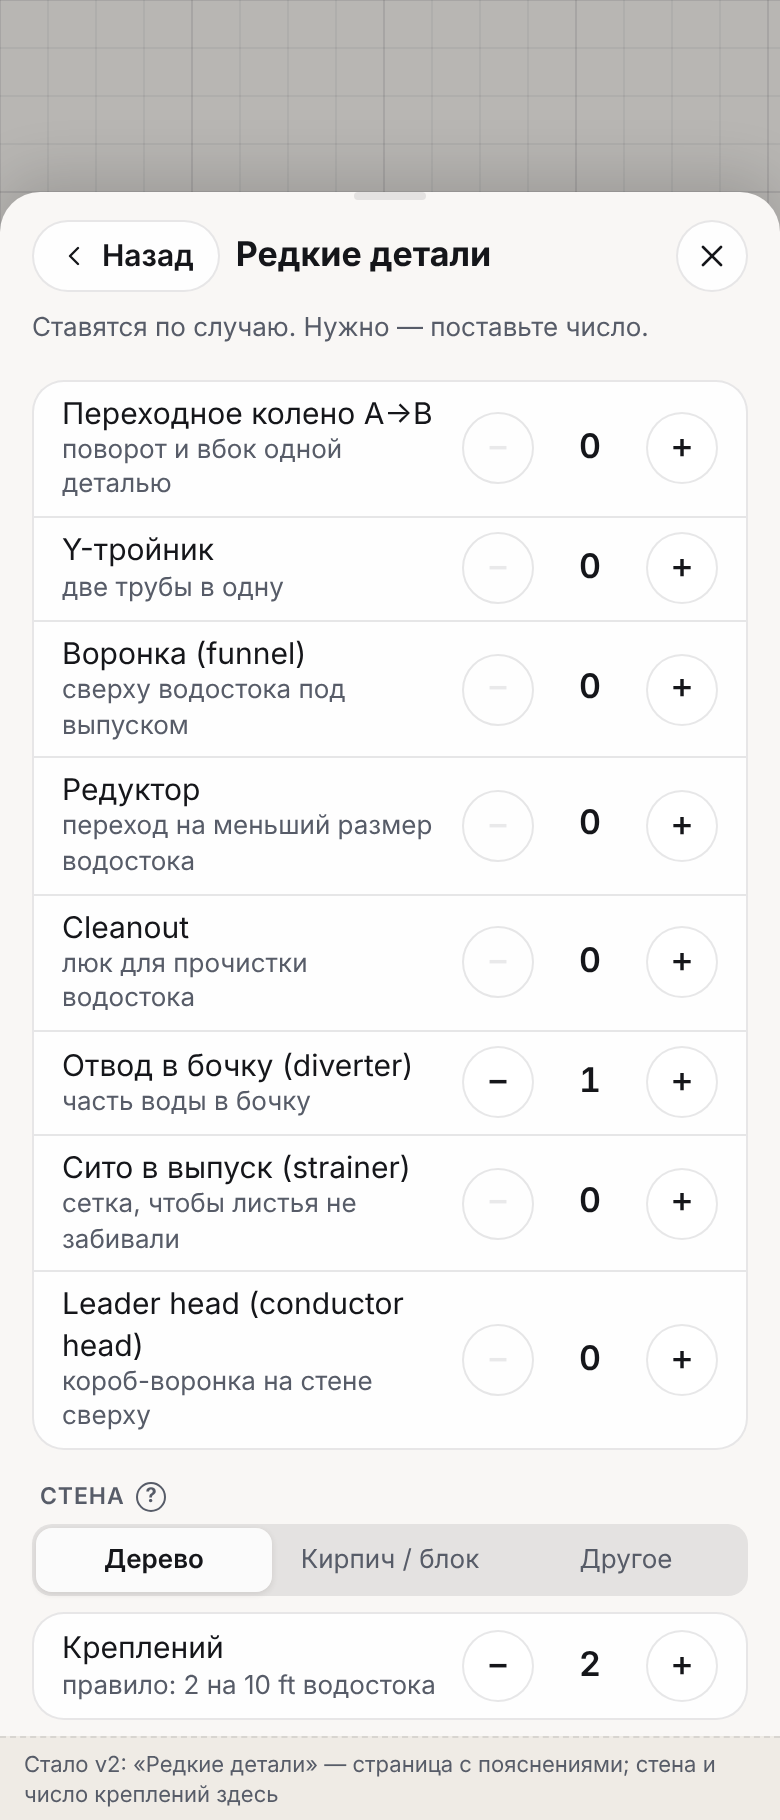 Назад
Редкие детали
Ставятся по случаю. Нужно — поставьте число.
Переходное колено A→B
поворот и вбок одной
деталью
− 0 +
Y-тройник
две трубы в одну
− 0 +
Воронка (funnel)
сверху водостока под
выпуском
− 0 +
Редуктор
переход на меньший размер
водостока
− 0 +
Cleanout
люк для прочистки
водостока
− 0 +
Отвод в бочку (diverter)
часть воды в бочку
− 1 +
Сито в выпуск (strainer)
сетка, чтобы листья не
забивали
− 0 +
Leader head (conductor
head)
короб-воронка на стене
сверху
− 0 +
СТЕНА ?
Дерево Кирпич / блок Другое
Креплений
правило: 2 на 10 ft водостока
− 2 +
Стало v2: «Редкие детали» — страница с пояснениями; стена и
число креплений здесь